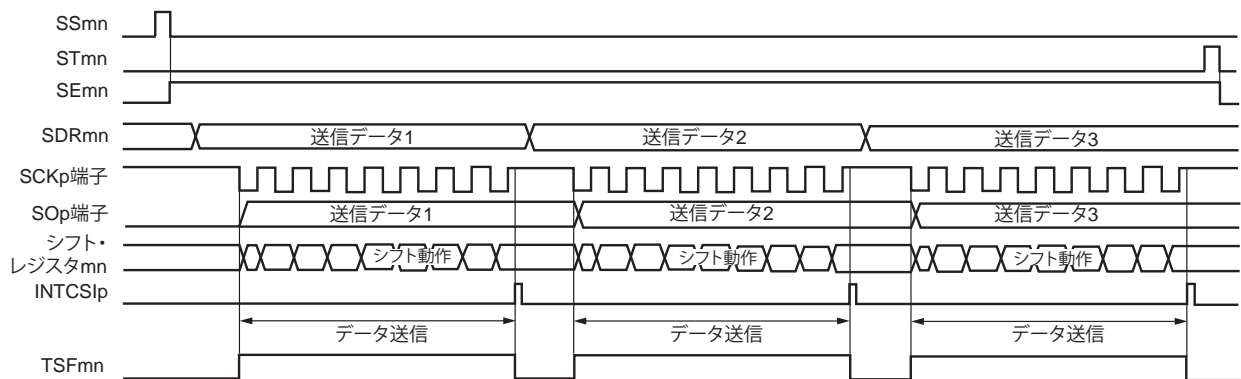 SSmn
STmn
SEmn
SDRmn 送信データ1 送信データ2 送信データ3
SCKp端子
SOp端子 送信データ1 送信データ2 送信データ3
シフト・
レジスタmn シフト動作 シフト動作 シフト動作
INTCSIp
データ送信 データ送信 データ送信
TSFmn